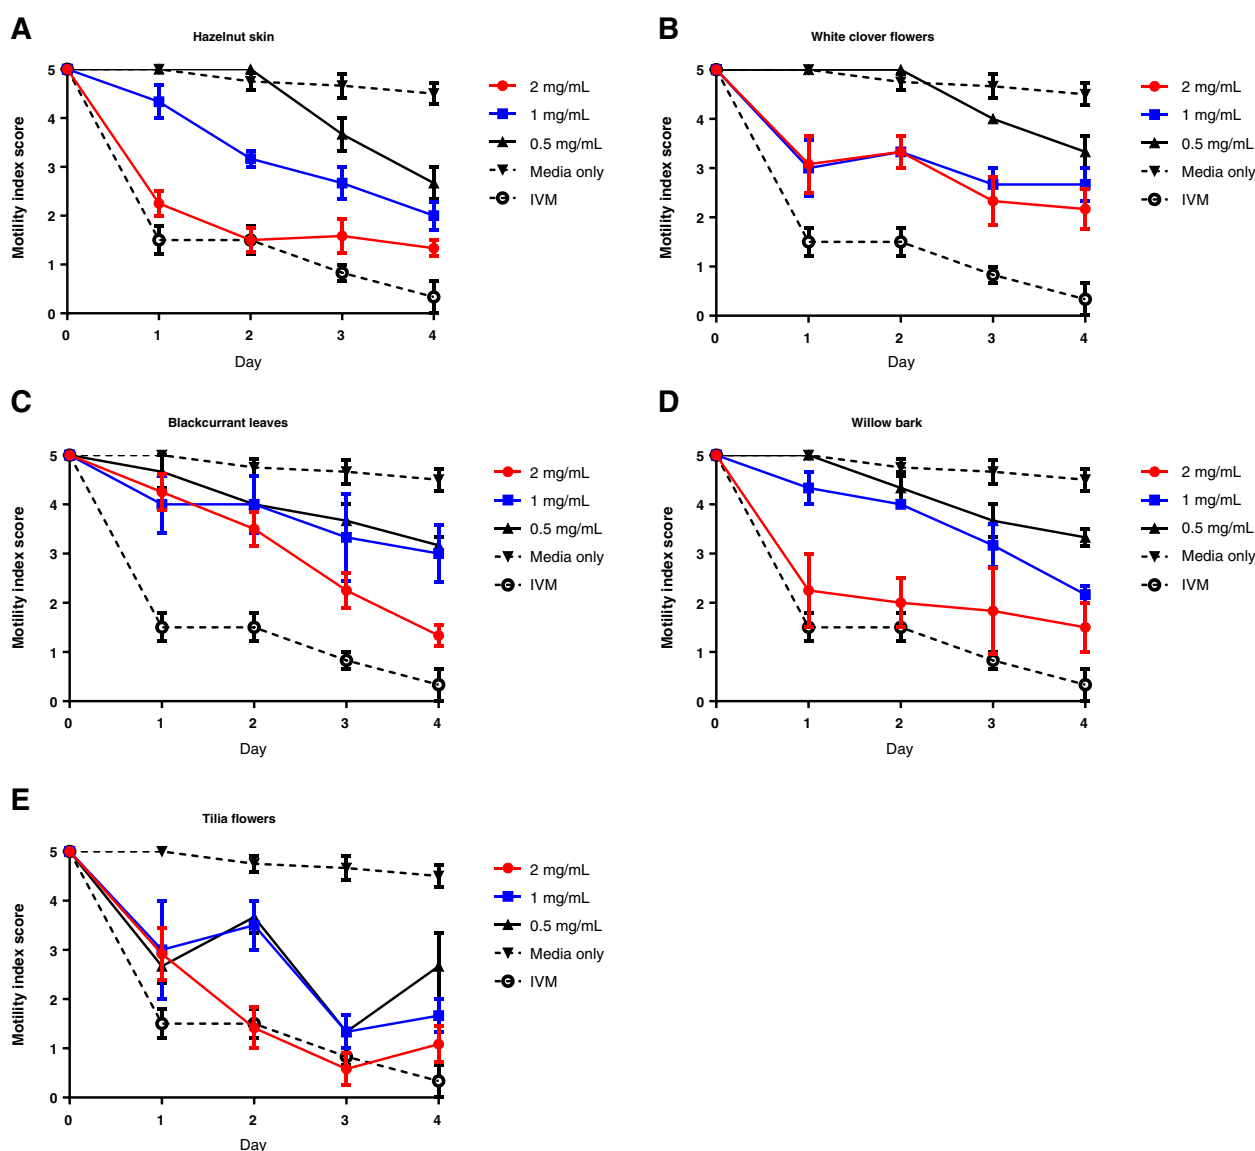 A
Hazelnut skin
Motility index score
5
4
3
2
1
0
0 1 2 3 4
Day
2 mg/mL
1 mg/mL
0.5 mg/mL
Media only
IVM
B
White clover flowers
Motility index score
5
4
3
2
1
0
0 1 2 3 4
Day
2 mg/mL
1 mg/mL
0.5 mg/mL
Media only
IVM
C
Blackcurrant leaves
Motility index score
5
4
3
2
1
0
0 1 2 3 4
Day
2 mg/mL
1 mg/mL
0.5 mg/mL
Media only
IVM
D
Willow bark
Motility index score
5
4
3
2
1
0
0 1 2 3 4
Day
2 mg/mL
1 mg/mL
0.5 mg/mL
Media only
IVM
E
Tilia flowers
Motility index score
5
4
3
2
1
0
0 1 2 3 4
Day
2 mg/mL
1 mg/mL
0.5 mg/mL
Media only
IVM